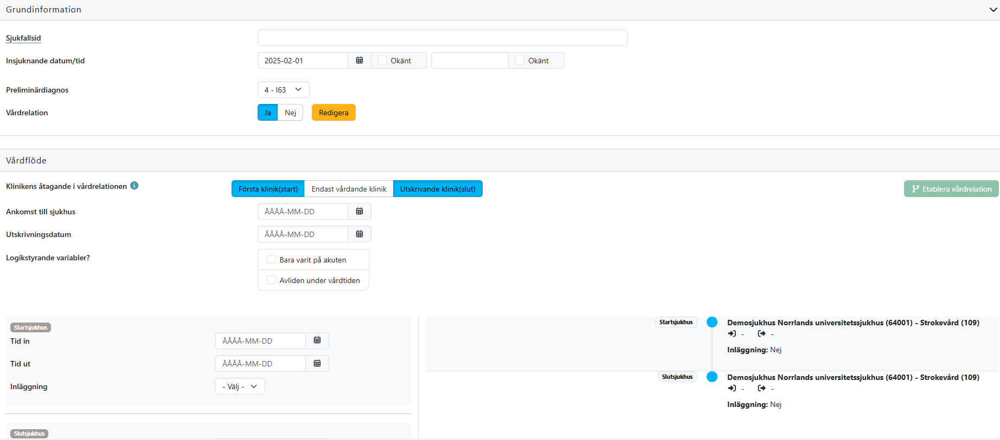 Grundinformation
Sjukfallsid
Insjuknande datum/tid
2025-02-01
Okänt
Okänt
Preliminärdiagnos
4 - I63
Vårdrelation
Ja
Nej
Redigera
Vårdflöde
Klinikens åtagande i vårdrelationen
Första klinik(start)
Endast vårdande klinik
Utskrivande klinik(slut)
Etablera vårdrelation
Ankomst till sjukhus
ÅÅÅÅ-MM-DD
Utskrivningsdatum
ÅÅÅÅ-MM-DD
Logikstyrande variabler?
Bara varit på akuten
Avliden under vårdtiden
Startsjukhus
Tid in
ÅÅÅÅ-MM-DD
Tid ut
ÅÅÅÅ-MM-DD
Inläggning
- Välj -
Slutsjukhus
Startsjukhus
Demosjukhus Norrlands universitetssjukhus (64001) - Strokevård (109)
- -
Inläggning: Nej
Slutsjukhus
Demosjukhus Norrlands universitetssjukhus (64001) - Strokevård (109)
- -
Inläggning: Nej